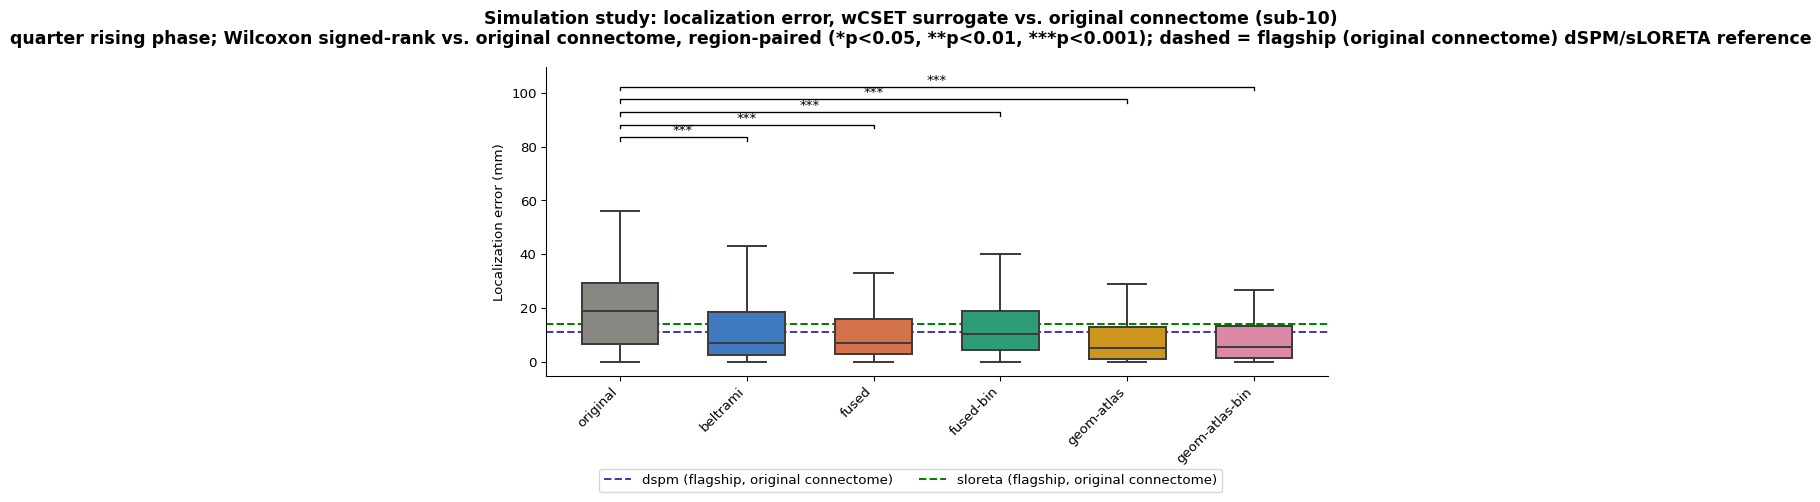 Simulation study: localization error, wCSET surrogate vs. original connectome (sub-10)
quarter rising phase; Wilcoxon signed-rank vs. original connectome, region-paired (*p<0.05, **p<0.01, ***p<0.001); dashed = flagship (original connectome) dSPM/sLORETA reference
***
***
***
***
***
100
80
60
40
20
0
Localization error (mm)
original
beltrami
fused
fused-bin
geom-atlas
geom-atlas-bin
dspm (flagship, original connectome)
sloreta (flagship, original connectome)